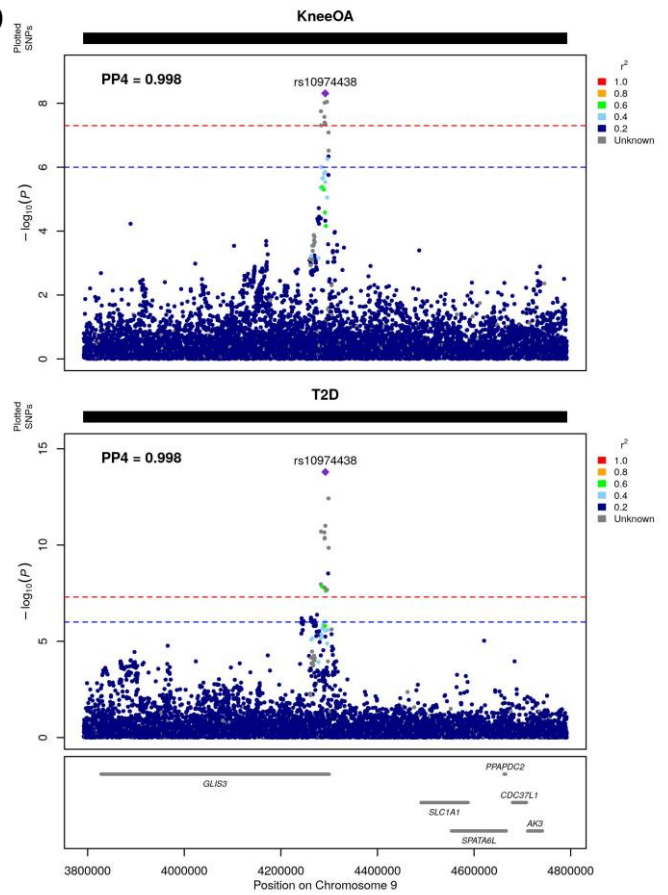 KneeOA
Plotted
SNPs
PP4 = 0.998
rs10974438
r²
1.0
0.8
0.6
0.4
0.2
Unknown
8
6
4
2
0
− log₁₀(P)
T2D
Plotted
SNPs
PP4 = 0.998
rs10974438
r²
1.0
0.8
0.6
0.4
0.2
Unknown
15
10
5
0
− log₁₀(P)
PPAPDC2
GLIS3
CDC37L1
SLC1A1
AK3
SPATA6L
3800000 4000000 4200000 4400000 4600000 4800000
Position on Chromosome 9